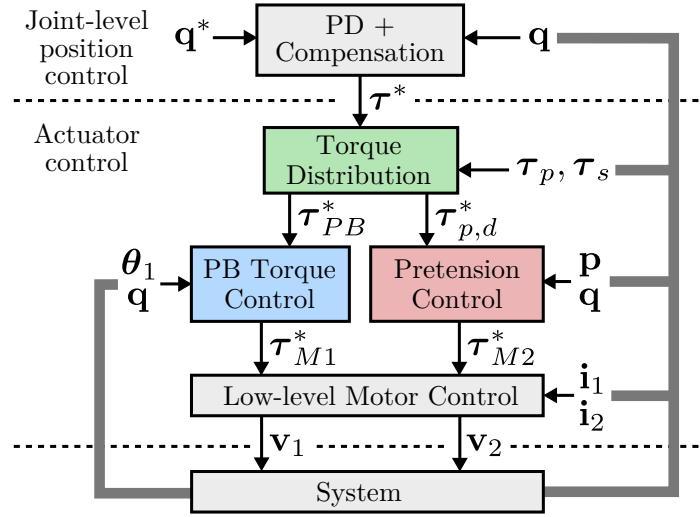 Joint-level
position
control
q*
PD +
Compensation
q
τ*
Actuator
control
Torque
Distribution
τ_p, τ_s
τ*_PB
τ*_p,d
θ_1
q
PB Torque
Control
Pretension
Control
p
q
τ*_M1
τ*_M2
Low-level Motor Control
i_1
i_2
v_1
v_2
System